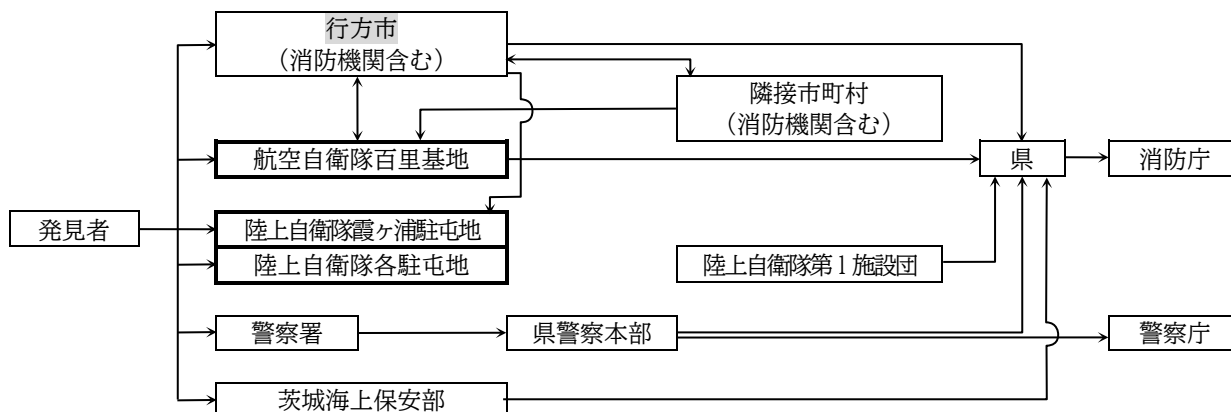 行方市
（消防機関含む）
隣接市町村
（消防機関含む）
航空自衛隊百里基地
県
消防庁
発見者
陸上自衛隊霞ヶ浦駐屯地
陸上自衛隊各駐屯地
陸上自衛隊第１施設団
警察署
県警察本部
警察庁
茨城海上保安部